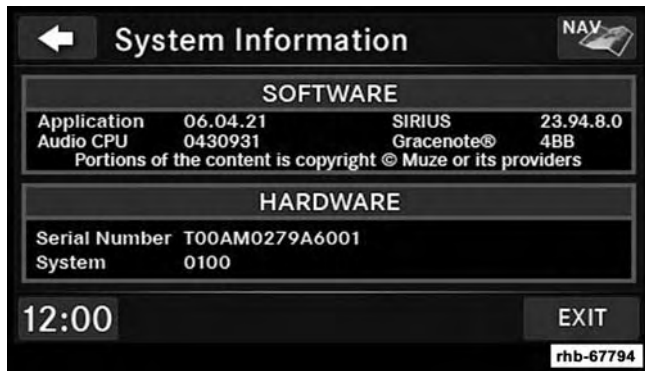 System Information
NAV
SOFTWARE
Application 06.04.21 SIRIUS 23.94.8.0
Audio CPU 0430931 Gracenote® 4BB
Portions of the content is copyright © Muze or its providers
HARDWARE
Serial Number T00AM0279A6001
System 0100
12:00 EXIT
rhb-67794